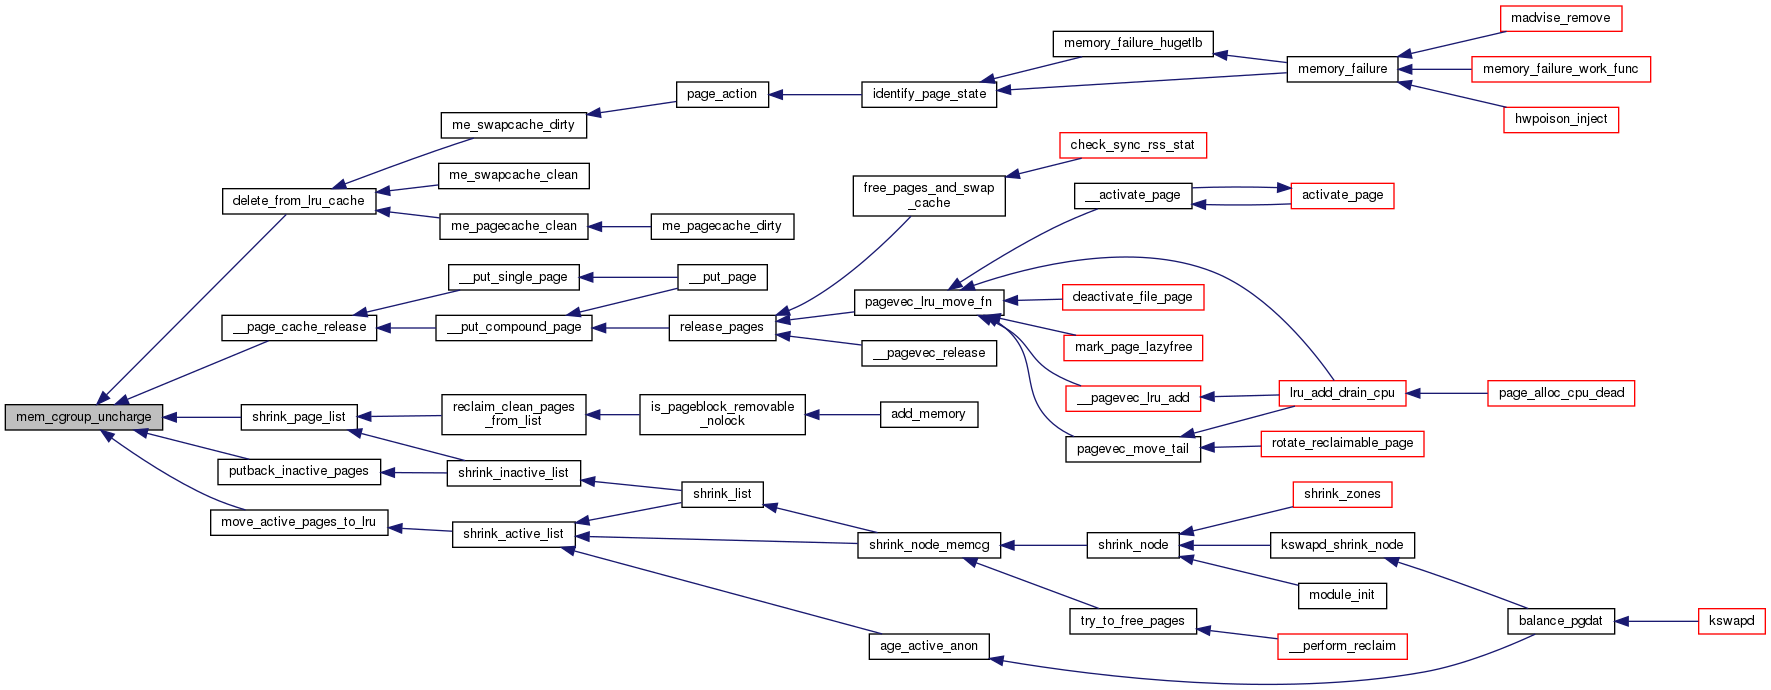 madvise_remove
memory_failure_hugetlb
memory_failure
memory_failure_work_func
page_action
identify_page_state
hwpoison_inject
me_swapcache_dirty
check_sync_rss_stat
me_swapcache_clean
free_pages_and_swap
_cache
__activate_page
activate_page
delete_from_lru_cache
me_pagecache_clean
me_pagecache_dirty
__put_single_page
__put_page
pagevec_lru_move_fn
deactivate_file_page
__page_cache_release
__put_compound_page
release_pages
mark_page_lazyfree
__pagevec_release
mem_cgroup_uncharge
shrink_page_list
reclaim_clean_pages
_from_list
is_pageblock_removable
_nolock
add_memory
__pagevec_lru_add
lru_add_drain_cpu
page_alloc_cpu_dead
pagevec_move_tail
rotate_reclaimable_page
putback_inactive_pages
shrink_inactive_list
shrink_list
shrink_zones
move_active_pages_to_lru
shrink_active_list
shrink_node_memcg
shrink_node
kswapd_shrink_node
module_init
try_to_free_pages
balance_pgdat
kswapd
age_active_anon
__perform_reclaim